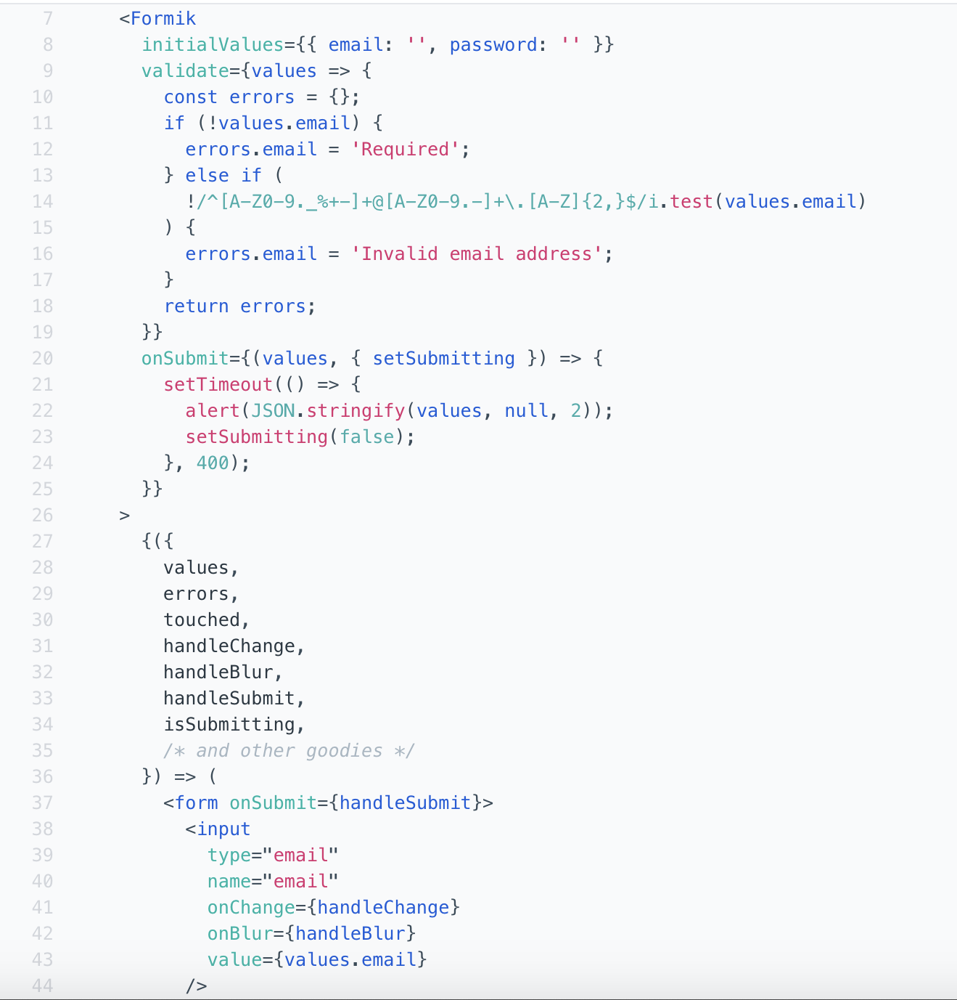 7 <Formik
8 initialValues={{ email: '', password: '' }}
9 validate={values => {
10 const errors = {};
11 if (!values.email) {
12 errors.email = 'Required';
13 } else if (
14 !/^[A-Z0-9._%+-]+@[A-Z0-9.-]+\.[A-Z]{2,}$/i.test(values.email)
15 ) {
16 errors.email = 'Invalid email address';
17 }
18 return errors;
19 }}
20 onSubmit={(values, { setSubmitting }) => {
21 setTimeout(() => {
22 alert(JSON.stringify(values, null, 2));
23 setSubmitting(false);
24 }, 400);
25 }}
26 >
27 {({
28 values,
29 errors,
30 touched,
31 handleChange,
32 handleBlur,
33 handleSubmit,
34 isSubmitting,
35 /* and other goodies */
36 }) => (
37 <form onSubmit={handleSubmit}>
38 <input
39 type="email"
40 name="email"
41 onChange={handleChange}
42 onBlur={handleBlur}
43 value={values.email}
44 />